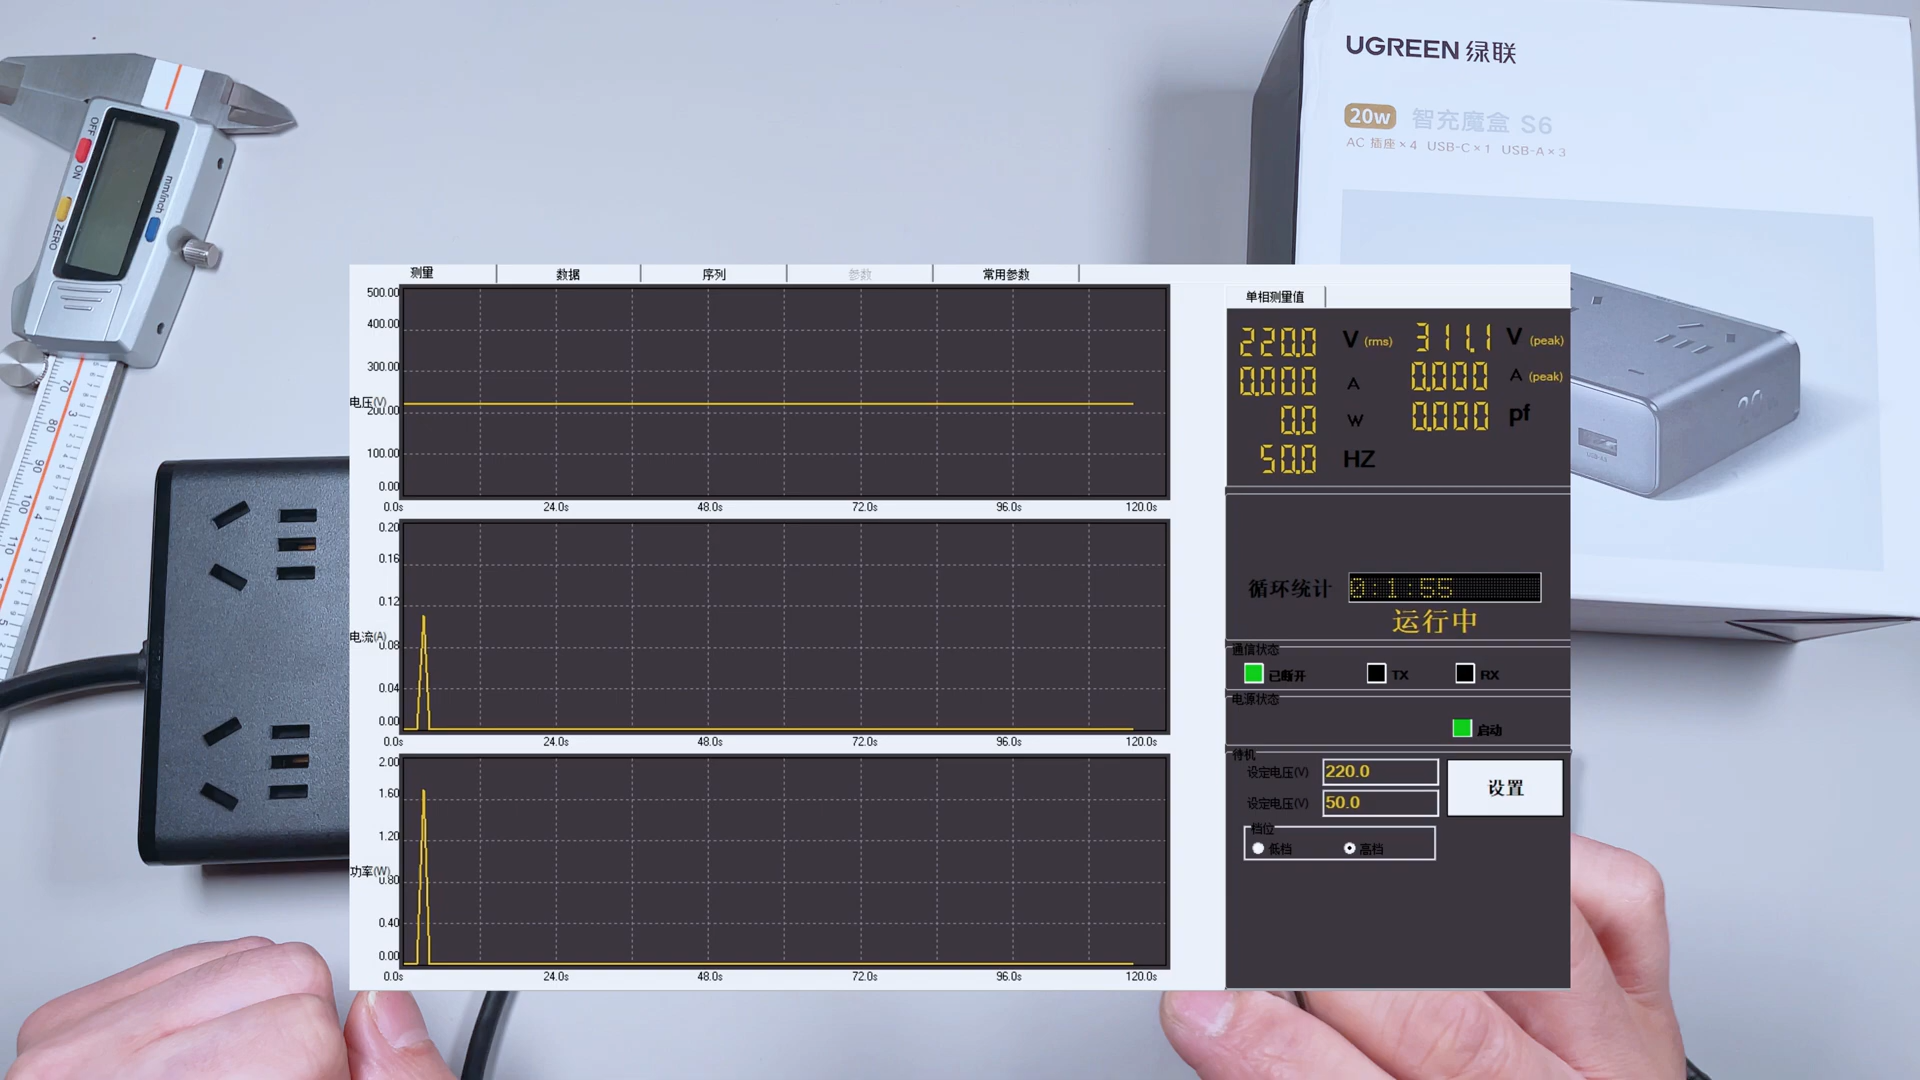 UGREEN 绿联
20w 智充魔盒 S6
AC 插座×4 USB-C×1 USB-A×3
OFF
ON
ZERO
mm/inch
70
3
80
90
100
4
110
5
测量
数据
序列
参数
常用参数
500.00
400.00
300.00
电压(V)
200.00
100.00
0.00
0.0s
24.0s
48.0s
72.0s
96.0s
120.0s
0.20
0.16
0.12
电流(A)
0.08
0.04
0.00
0.0s
24.0s
48.0s
72.0s
96.0s
120.0s
2.00
1.60
1.20
功率(W)
0.80
0.40
0.00
0.0s
24.0s
48.0s
72.0s
96.0s
120.0s
单相测量值
220.0 V (rms) 311.1 V (peak)
0.000 A 0.000 A (peak)
0.0 W 0.000 pf
50.0 HZ
循环统计 0:1:55
运行中
通信状态
已断开 TX RX
电源状态
启动
待机
设定电压(V) 220.0
设定电压(V) 50.0
设置
档位
低档 高档